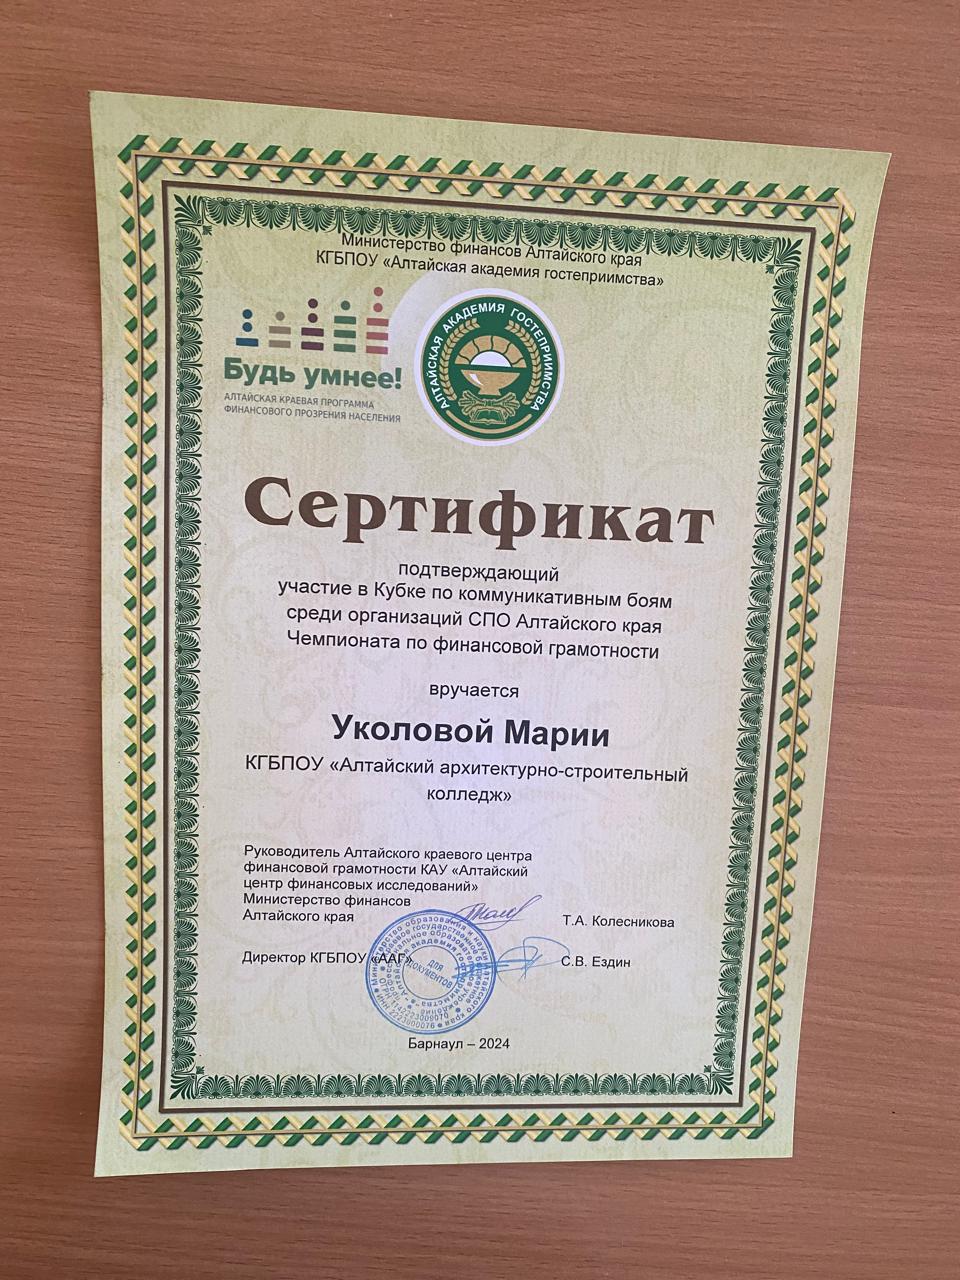 Министерство финансов Алтайского края
КГБПОУ «Алтайская академия гостеприимства»
Будь умнее!
АЛТАЙСКАЯ КРАЕВАЯ ПРОГРАММА
ФИНАНСОВОГО ПРОЗРЕНИЯ НАСЕЛЕНИЯ
АЛТАЙСКАЯ АКАДЕМИЯ ГОСТЕПРИИМСТВА
Сертификат
подтверждающий
участие в Кубке по коммуникативным боям
среди организаций СПО Алтайского края
Чемпионата по финансовой грамотности
вручается
Уколовой Марии
КГБПОУ «Алтайский архитектурно-строительный
колледж»
Руководитель Алтайского краевого центра
финансовой грамотности КАУ «Алтайский
центр финансовых исследований»
Министерство финансов
Алтайского края
Т.А. Колесникова
Директор КГБПОУ «ААГ»
С.В. Ездин
ДЛЯ
ДОКУМЕНТОВ
Барнаул – 2024